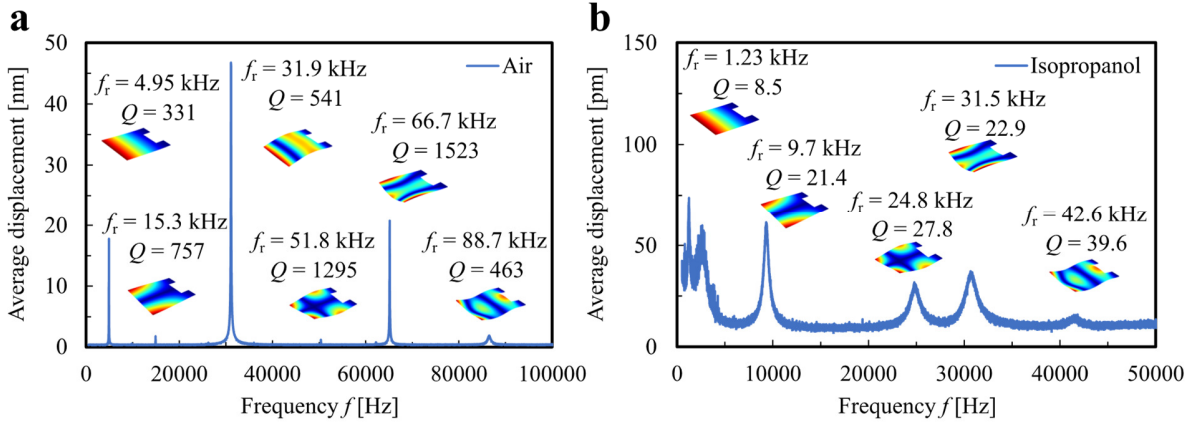 a
50
40
30
20
10
0
Average displacement [nm]
0
20000
40000
60000
80000
100000
Frequency f [Hz]
Air
fr = 4.95 kHz
Q = 331
fr = 15.3 kHz
Q = 757
fr = 31.9 kHz
Q = 541
fr = 51.8 kHz
Q = 1295
fr = 66.7 kHz
Q = 1523
fr = 88.7 kHz
Q = 463
b
150
100
50
0
Average displacement [pm]
0
10000
20000
30000
40000
50000
Frequency f [Hz]
Isopropanol
fr = 1.23 kHz
Q = 8.5
fr = 9.7 kHz
Q = 21.4
fr = 24.8 kHz
Q = 27.8
fr = 31.5 kHz
Q = 22.9
fr = 42.6 kHz
Q = 39.6